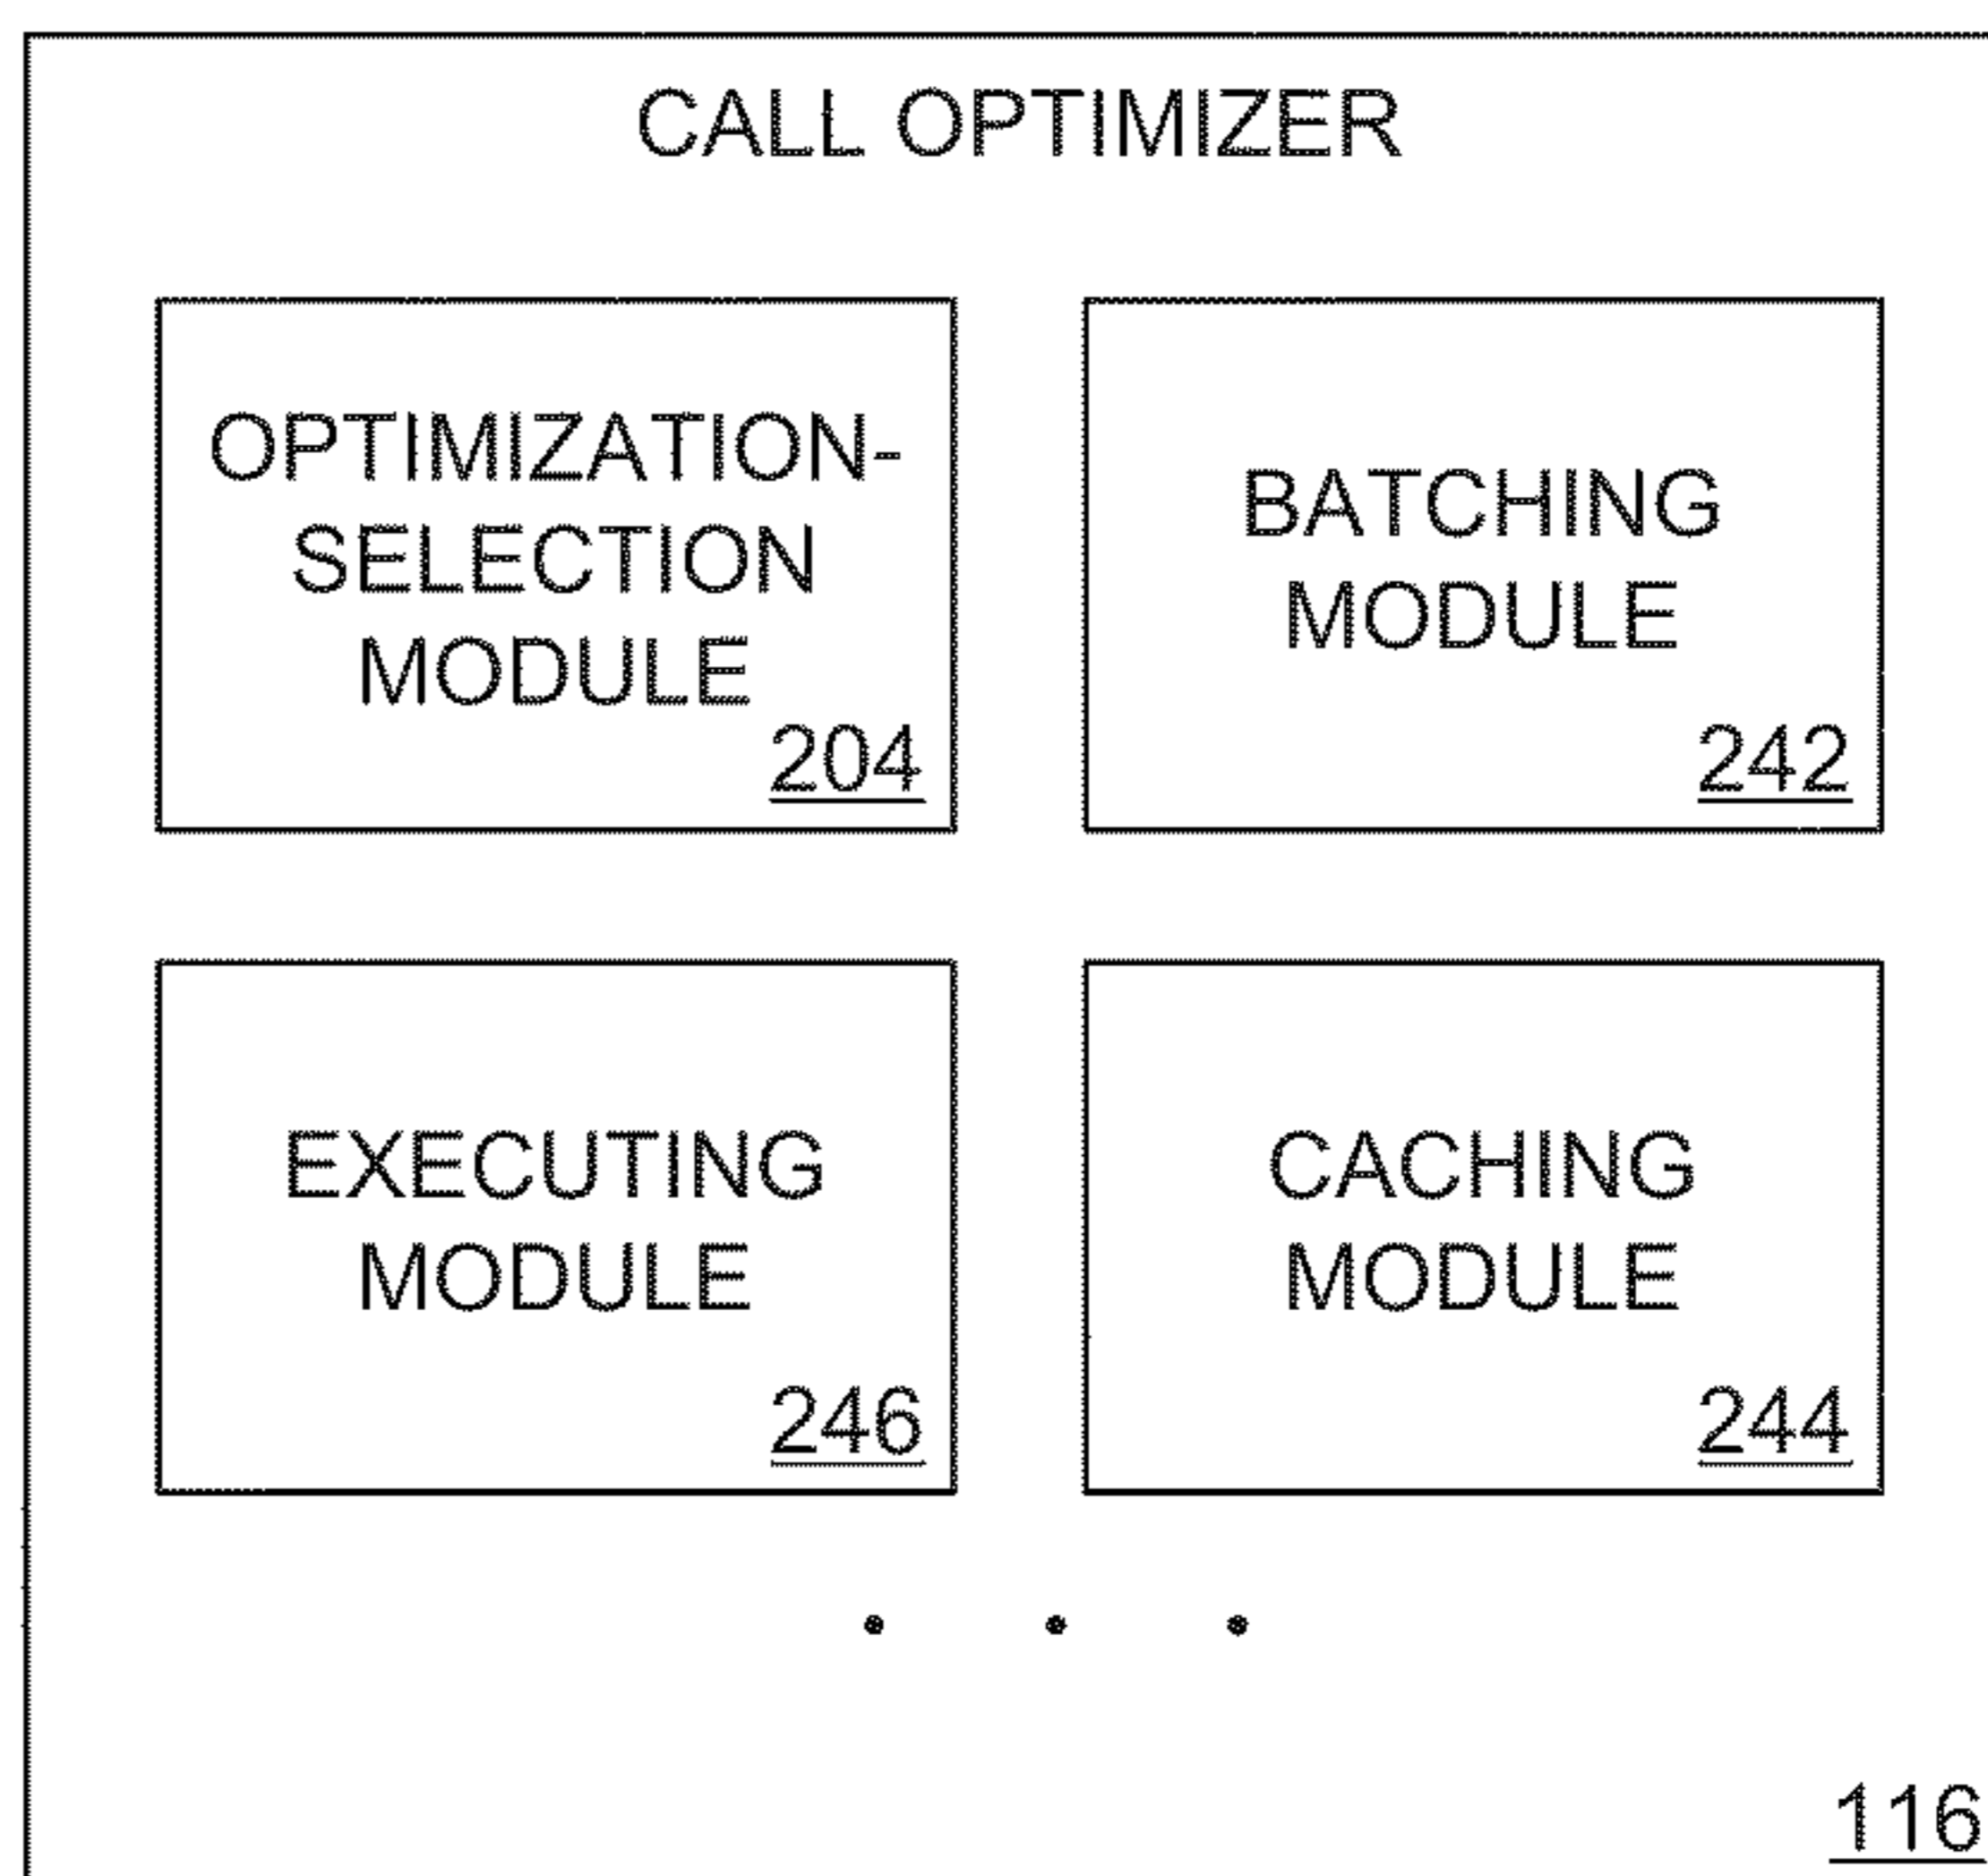 CALL OPTIMIZER
OPTIMIZATION-
SELECTION
MODULE
204
BATCHING
MODULE
242
EXECUTING
MODULE
246
CACHING
MODULE
244
116